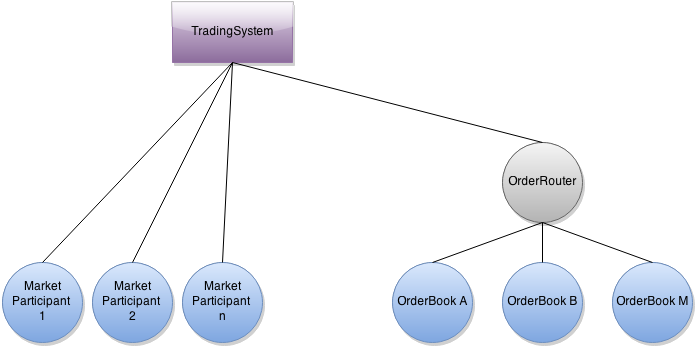 TradingSystem
OrderRouter
Market
Participant
1
Market
Participant
2
Market
Participant
n
OrderBook A
OrderBook B
OrderBook M